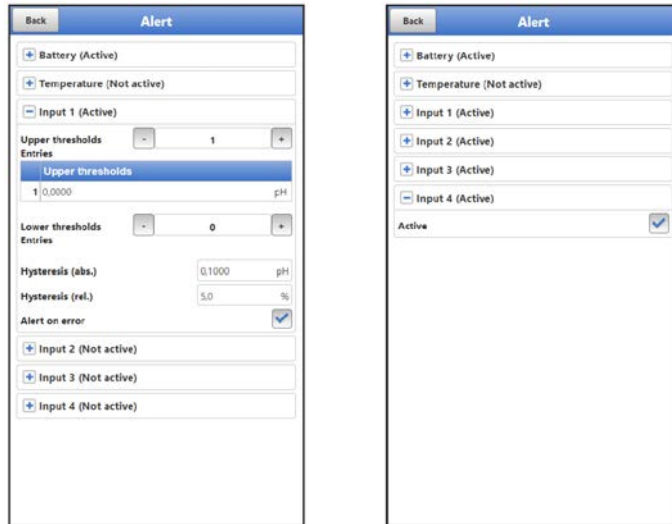 Back
Alert
Battery (Active)
Temperature (Not active)
Input 1 (Active)
Upper thresholds
Entries
- 1 +
Upper thresholds
1 0,0000 pH
Lower thresholds
Entries
- 0 +
Hysteresis (abs.) 0,1000 pH
Hysteresis (rel.) 5.0 %
Alert on error
Input 2 (Not active)
Input 3 (Not active)
Input 4 (Not active)
Back
Alert
Battery (Active)
Temperature (Not active)
Input 1 (Active)
Input 2 (Active)
Input 3 (Active)
Input 4 (Active)
Active